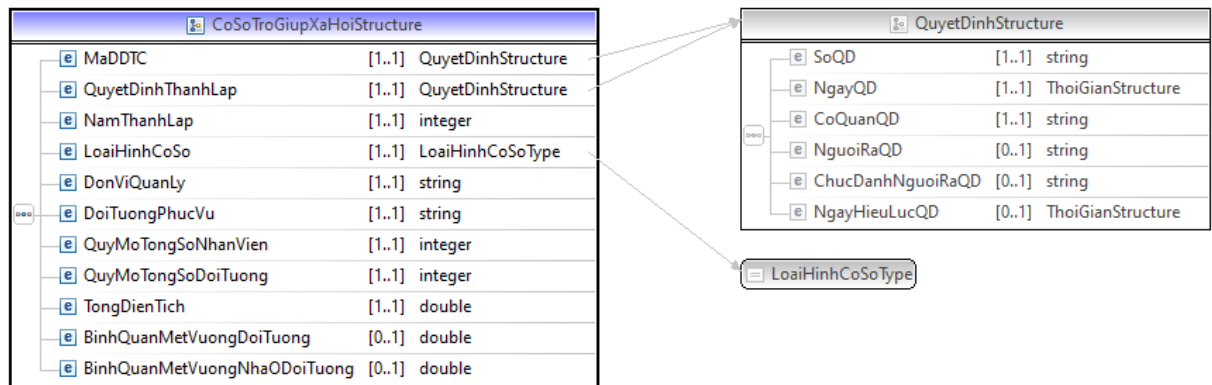 CoSoTroGiupXaHoiStructure
MaDDTC [1..1] QuyetDinhStructure
QuyetDinhThanhLap [1..1] QuyetDinhStructure
NamThanhLap [1..1] integer
LoaiHinhCoSo [1..1] LoaiHinhCoSoType
DonViQuanLy [1..1] string
DoiTuongPhucVu [1..1] string
QuyMoTongSoNhanVien [1..1] integer
QuyMoTongSoDoiTuong [1..1] integer
TongDienTich [1..1] double
BinhQuanMetVuongDoiTuong [0..1] double
BinhQuanMetVuongNhaODoiTuong [0..1] double
QuyetDinhStructure
SoQD [1..1] string
NgayQD [1..1] ThoiGianStructure
CoQuanQD [1..1] string
NguoiRaQD [0..1] string
ChucDanhNguoiRaQD [0..1] string
NgayHieuLucQD [0..1] ThoiGianStructure
LoaiHinhCoSoType